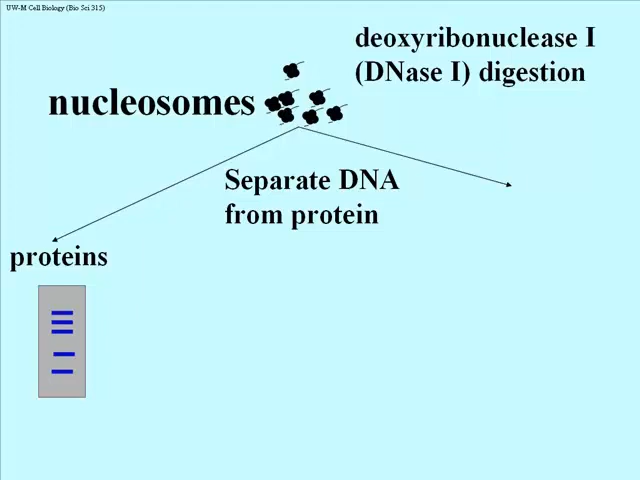 UW-M Cell Biology (Bio Sci 315)
deoxyribonuclease I
(DNase I) digestion
nucleosomes
Separate DNA
from protein
proteins